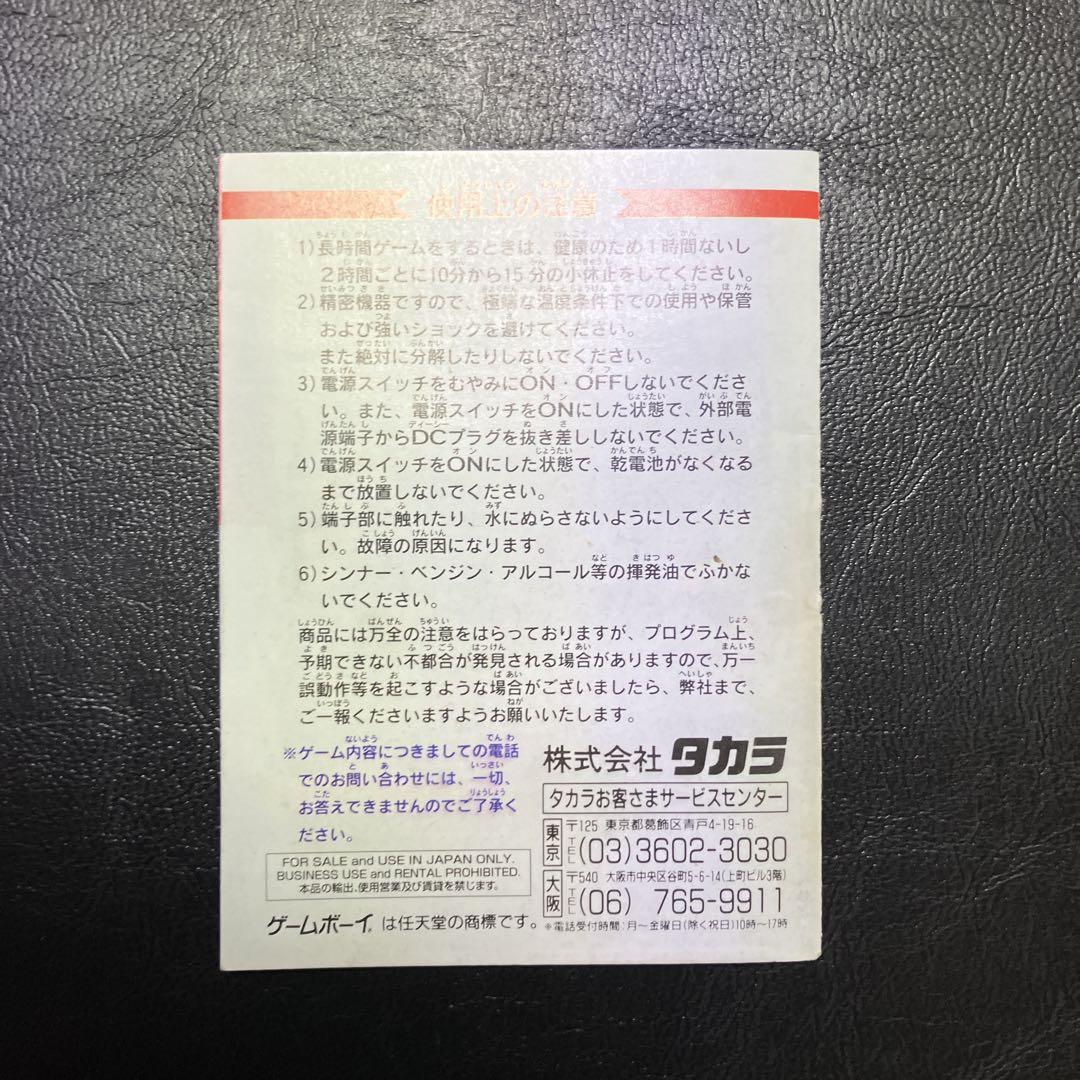 使用上の注意
1)長時間ゲームをするときは、健康のため1時間ないし
2時間ごとに10分から15分の小休止をしてください。
2)精密機器ですので、極端な温度条件下での使用や保管
および強いショックを避けてください。
また絶対に分解したりしないでください。
3)電源スイッチをむやみにON・OFFしないでくださ
い。また、電源スイッチをONにした状態で、外部電
源端子からDCプラグを抜き差ししないでください。
4)電源スイッチをONにした状態で、乾電池がなくなる
まで放置しないでください。
5)端子部に触れたり、水にぬらさないようにしてくださ
い。故障の原因になります。
6)シンナー・ベンジン・アルコール等の揮発油でふかな
いでください。
商品には万全の注意をはらっておりますが、プログラム上、
予期できない不都合が発見される場合がありますので、万一
誤動作等を起こすような場合がございましたら、弊社まで、
ご一報くださいますようお願いいたします。
※ゲーム内容につきましての電話
でのお問い合わせには、一切、
お答えできませんのでご了承く
ださい。
FOR SALE and USE IN JAPAN ONLY.
BUSINESS USE and RENTAL PROHIBITED.
本品の輸出、使用営業及び賃貸を禁じます。
ゲームボーイ は任天堂の商標です。
株式会社 タカラ
タカラお客さまサービスセンター
東京 〒125 東京都葛飾区青戸4-19-16
TEL(03)3602-3030
大阪 〒540 大阪市中央区谷町5-6-14(上町ビル3階)
TEL(06) 765-9911
※電話受付時間:月〜金曜日(除く祝日)10時〜17時